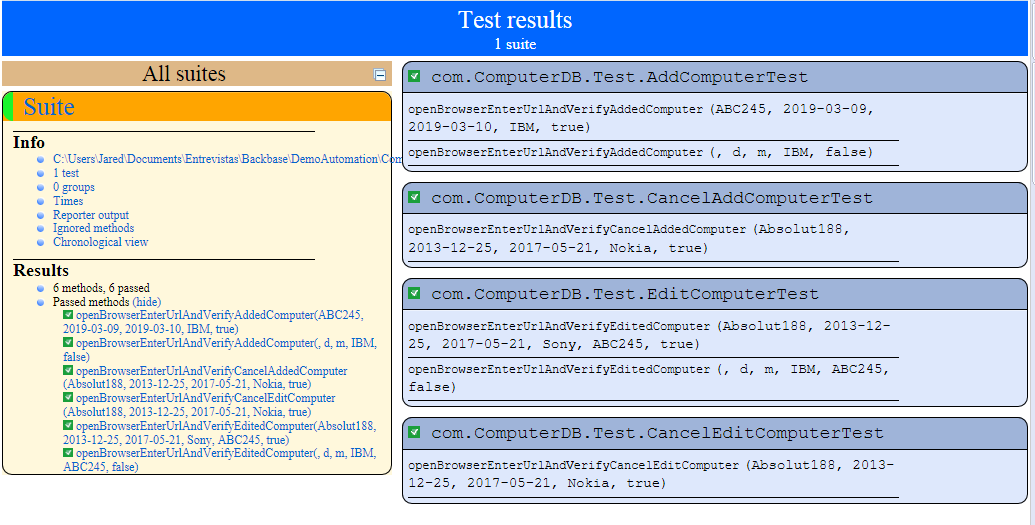 Test results
1 suite
All suites
Suite
Info
C:\Users\Jared\Documents\Entrevistas\Backbase\DemoAutomation\Com
1 test
0 groups
Times
Reporter output
Ignored methods
Chronological view
Results
6 methods, 6 passed
Passed methods (hide)
openBrowserEnterUrlAndVerifyAddedComputer(ABC245,
2019-03-09, 2019-03-10, IBM, true)
openBrowserEnterUrlAndVerifyAddedComputer(, d, m, IBM,
false)
openBrowserEnterUrlAndVerifyCancelAddedComputer
(Absolut188, 2013-12-25, 2017-05-21, Nokia, true)
openBrowserEnterUrlAndVerifyCancelEditComputer
(Absolut188, 2013-12-25, 2017-05-21, Nokia, true)
openBrowserEnterUrlAndVerifyEditedComputer(Absolut188,
2013-12-25, 2017-05-21, Sony, ABC245, true)
openBrowserEnterUrlAndVerifyEditedComputer(, d, m, IBM,
ABC245, false)
com.ComputerDB.Test.AddComputerTest
openBrowserEnterUrlAndVerifyAddedComputer (ABC245, 2019-03-09,
2019-03-10, IBM, true)
openBrowserEnterUrlAndVerifyAddedComputer (, d, m, IBM, false)
com.ComputerDB.Test.CancelAddComputerTest
openBrowserEnterUrlAndVerifyCancelAddedComputer (Absolut188,
2013-12-25, 2017-05-21, Nokia, true)
com.ComputerDB.Test.EditComputerTest
openBrowserEnterUrlAndVerifyEditedComputer (Absolut188, 2013-12-
25, 2017-05-21, Sony, ABC245, true)
openBrowserEnterUrlAndVerifyEditedComputer (, d, m, IBM, ABC245,
false)
com.ComputerDB.Test.CancelEditComputerTest
openBrowserEnterUrlAndVerifyCancelEditComputer (Absolut188, 2013-
12-25, 2017-05-21, Nokia, true)